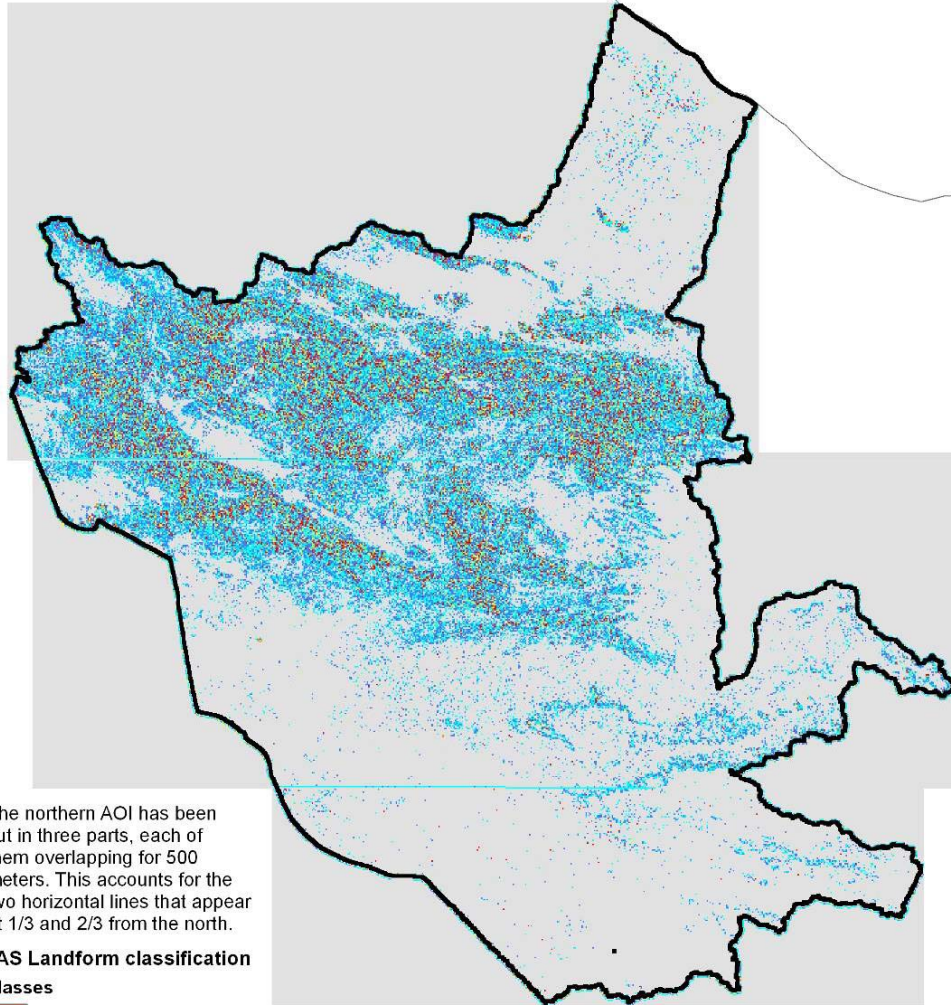 he northern AOI has been
ut in three parts, each of
hem overlapping for 500
neters. This accounts for the
wo horizontal lines that appear
t 1/3 and 2/3 from the north.
AS Landform classification
lasses